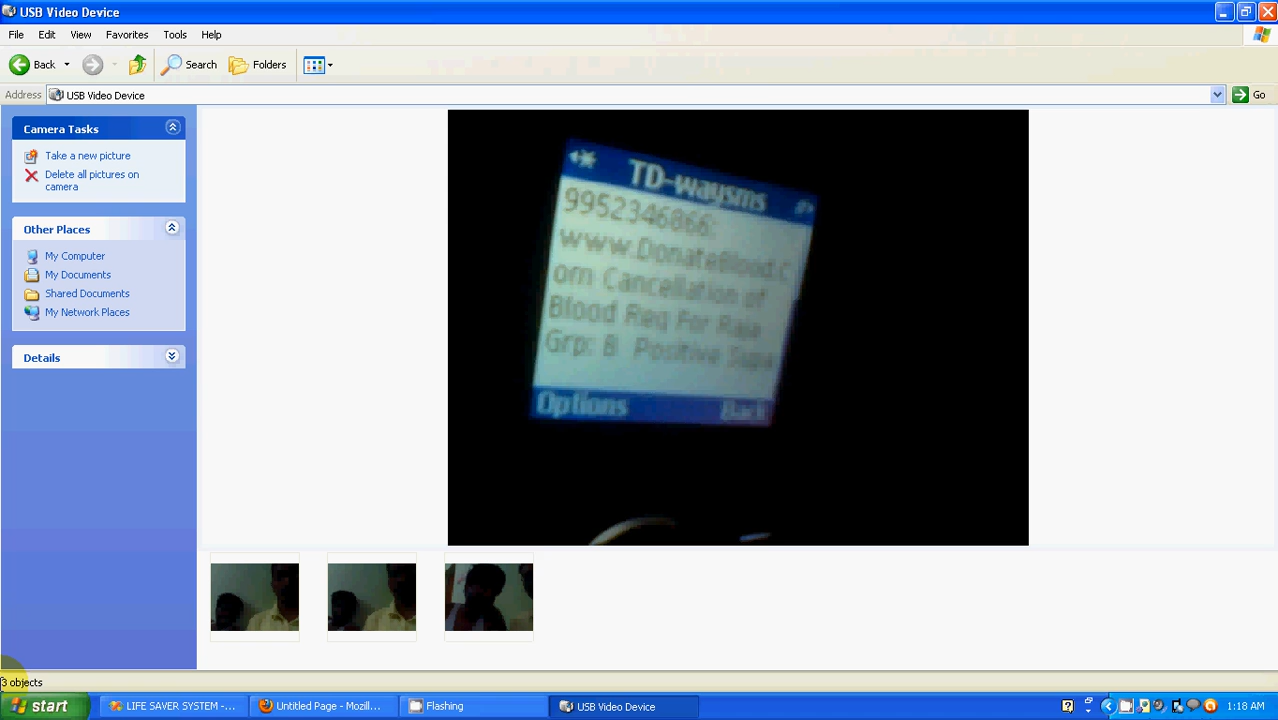 USB Video Device
File Edit View Favorites Tools Help
Back Search Folders
Address USB Video Device Go
Camera Tasks
Take a new picture
Delete all pictures on
camera
Other Places
My Computer
My Documents
Shared Documents
My Network Places
Details
TD-waysms
9952346866:
www.DonateBlood.c
om Cancellation of
Blood Req For Raja
Grp: B Positive
Options Back
3 objects
start LIFE SAVER SYSTEM -... Untitled Page - Mozill... Flashing USB Video Device 1:18 AM